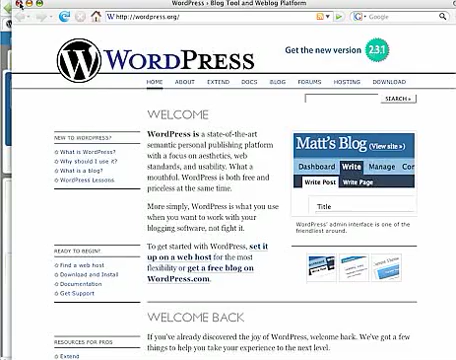 WordPress › Blog Tool and Weblog Platform
http://wordpress.org/
Google
WORDPRESS
Get the new version 2.3.1
HOME ABOUT EXTEND DOCS BLOG FORUMS HOSTING DOWNLOAD
SEARCH »
WELCOME
NEW TO WORDPRESS?
What is WordPress?
Why should I use it?
What is a blog?
WordPress Lessons
WordPress is a state-of-the-art
semantic personal publishing platform
with a focus on aesthetics, web
standards, and usability. What a
mouthful. WordPress is both free and
priceless at the same time.
More simply, WordPress is what you use
when you want to work with your
blogging software, not fight it.
To get started with WordPress, set it
up on a web host for the most
flexibility or get a free blog on
WordPress.com.
Matt's Blog (View site »)
Dashboard Write Manage Con
Write Post Write Page
Title
WordPress' admin interface is one of the
friendliest around.
READY TO BEGIN?
Find a web host
Download and Install
Documentation
Get Support
WELCOME BACK
If you've already discovered the joy of WordPress, welcome back. We've got a few
things to help you take your experience to the next level.
RESOURCES FOR PROS
Extend